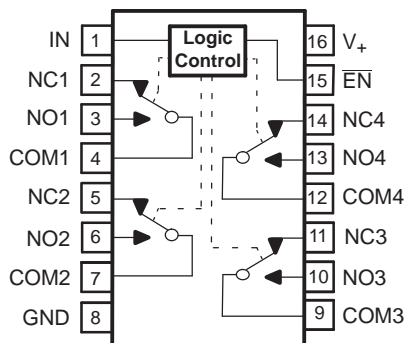 IN 1
NC1 2
NO1 3
COM1 4
NC2 5
NO2 6
COM2 7
GND 8
Logic
Control
16 V+
15 E̅N̅
14 NC4
13 NO4
12 COM4
11 NC3
10 NO3
9 COM3